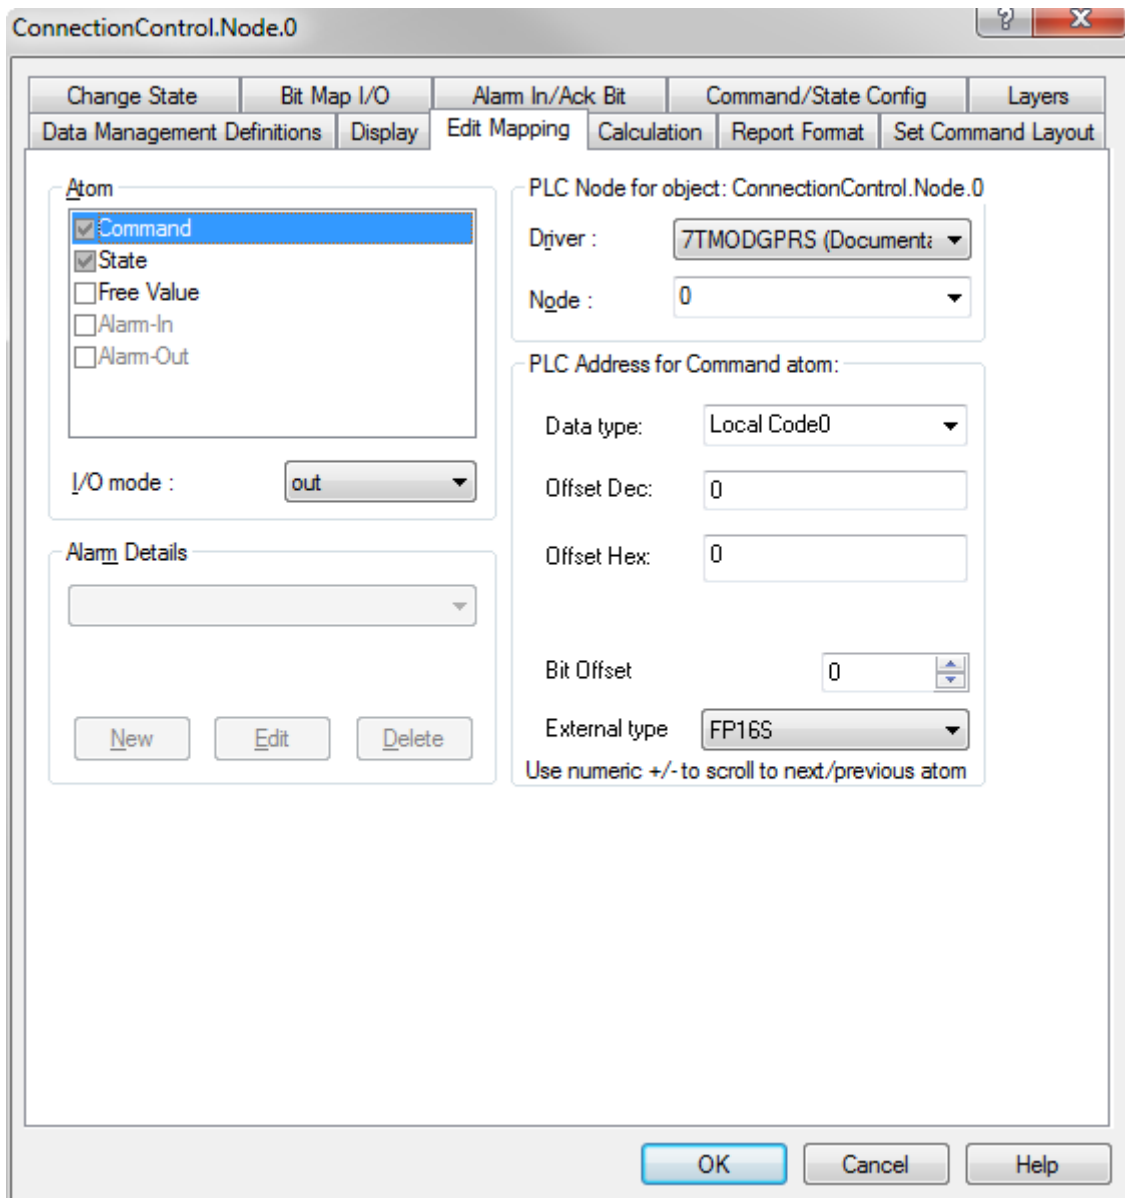 ConnectionControl.Node.0
?
X
Change State
Bit Map I/O
Alarm In/Ack Bit
Command/State Config
Layers
Data Management Definitions
Display
Edit Mapping
Calculation
Report Format
Set Command Layout
Atom
Command
State
Free Value
Alarm-In
Alarm-Out
I/O mode :
out
Alarm Details
New
Edit
Delete
PLC Node for object: ConnectionControl.Node.0
Driver :
7TMODGPRS (Documenta
Node :
0
PLC Address for Command atom:
Data type:
Local Code0
Offset Dec:
0
Offset Hex:
0
Bit Offset
0
External type
FP16S
Use numeric +/- to scroll to next/previous atom
OK
Cancel
Help